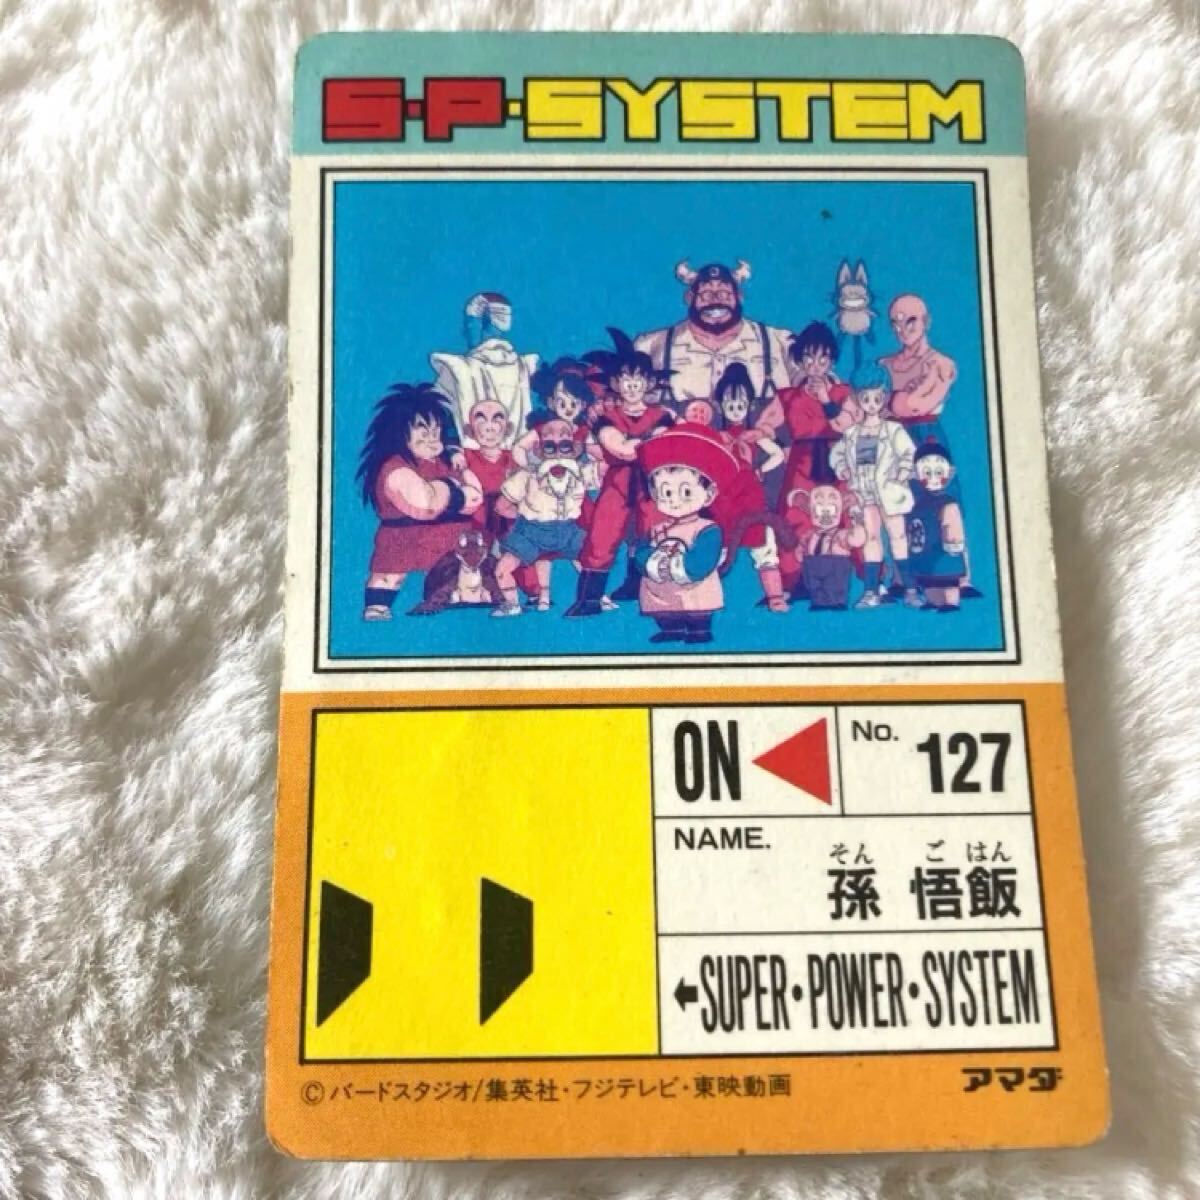 S・P・SYSTEM
ON No. 127
NAME.
そん ご はん
孫 悟飯
←SUPER・POWER・SYSTEM
©バードスタジオ/集英社・フジテレビ・東映動画
アマダ